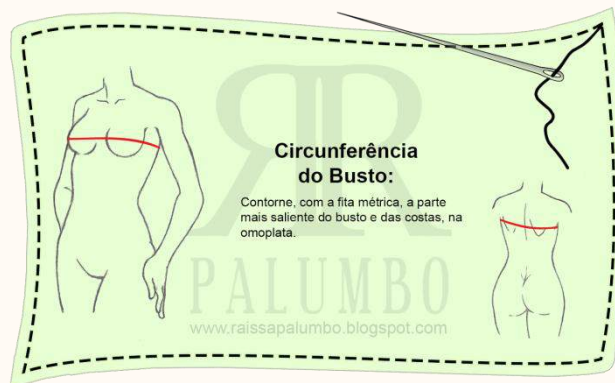 Circunferência
do Busto:
Contorne, com a fita métrica, a parte
mais saliente do busto e das costas, na
omoplata.
RR
PALUMBO
www.raissapalumbo.blogspot.com